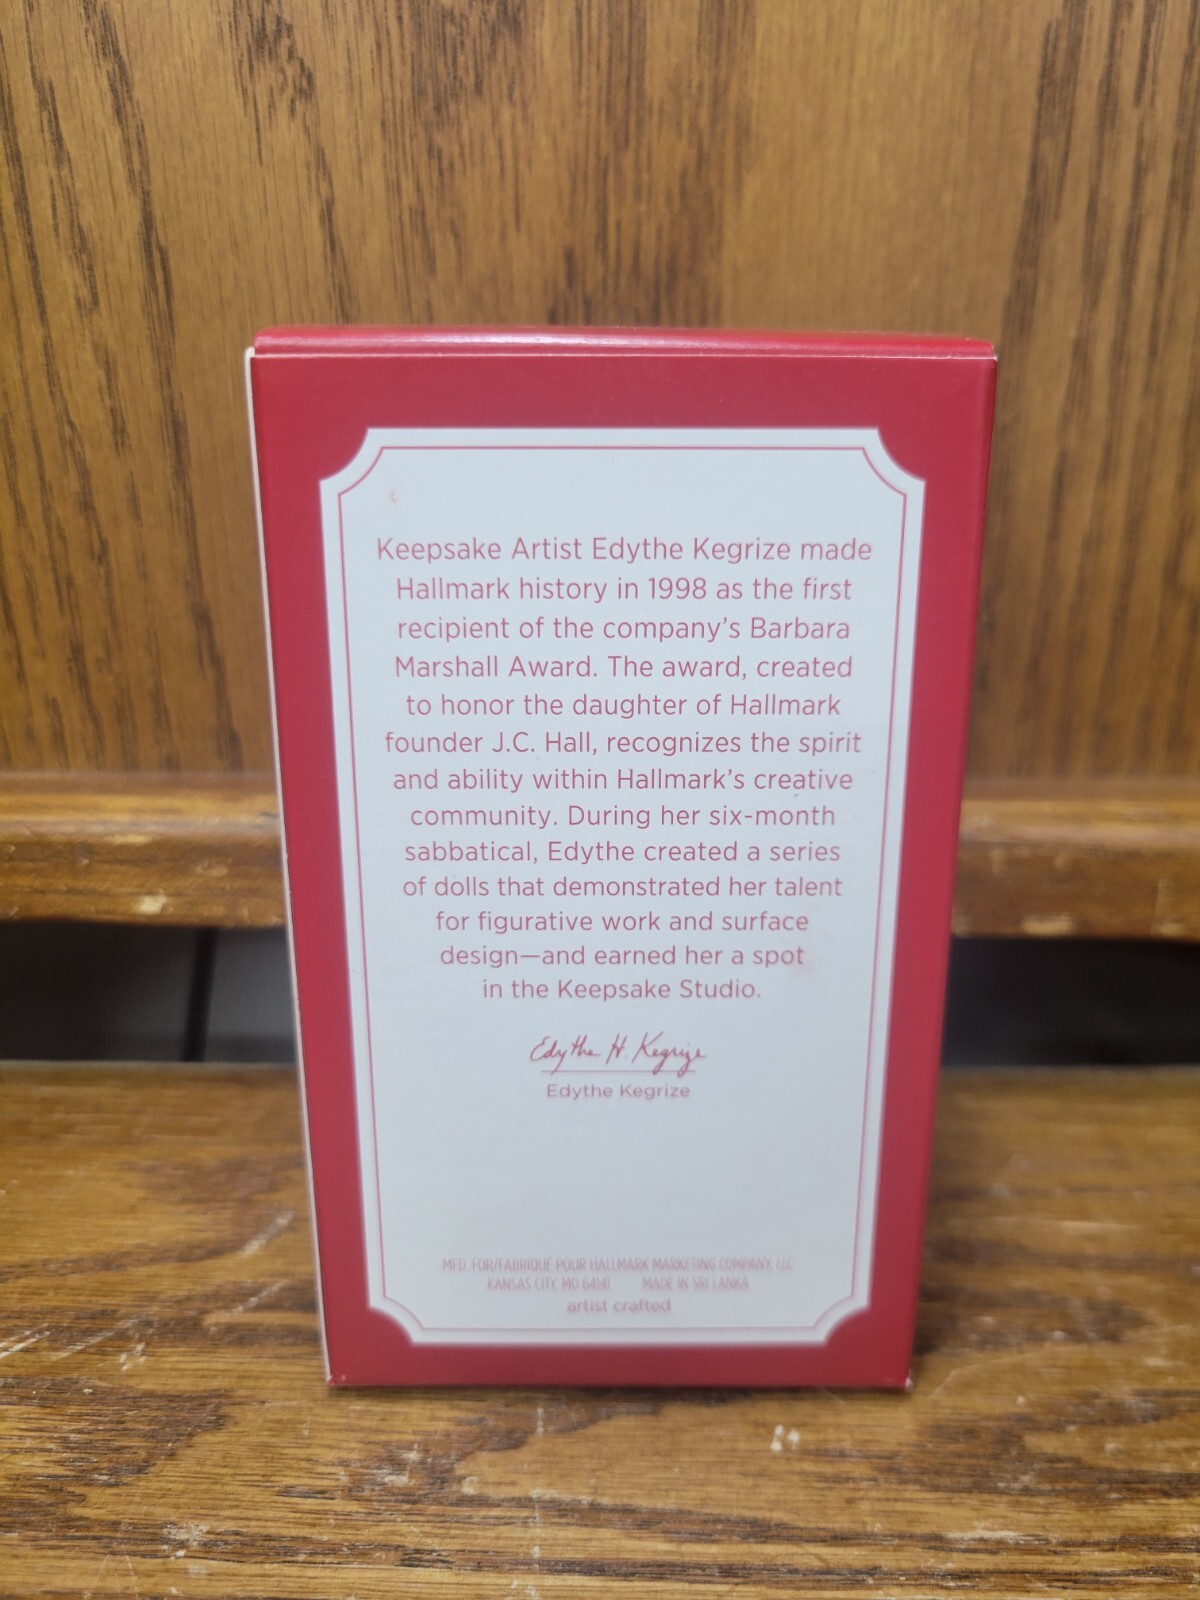 Keepsake Artist Edythe Kegrize made
Hallmark history in 1998 as the first
recipient of the company's Barbara
Marshall Award. The award, created
to honor the daughter of Hallmark
founder J.C. Hall, recognizes the spirit
and ability within Hallmark's creative
community. During her six-month
sabbatical, Edythe created a series
of dolls that demonstrated her talent
for figurative work and surface
design—and earned her a spot
in the Keepsake Studio.
Edythe H. Kegrize
Edythe Kegrize
MFD. FOR/FABRIQUÉ POUR HALLMARK MARKETING COMPANY, LLC
KANSAS CITY, MO 64141 MADE IN SRI LANKA
artist crafted